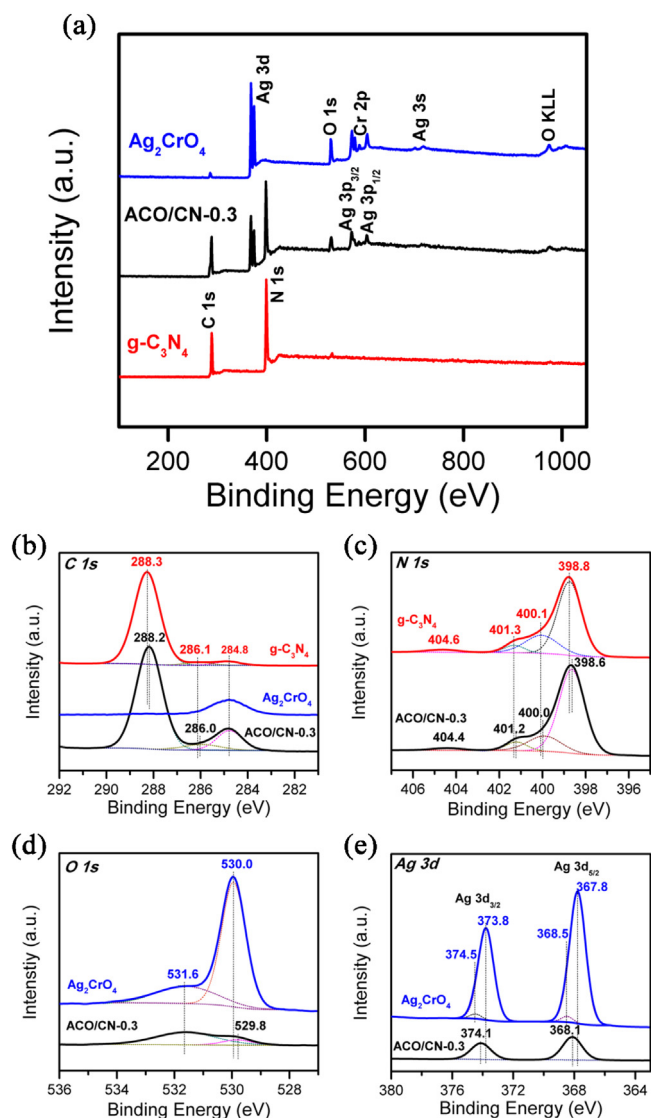 (a)
Ag 3d
O 1s
Cr 2p
Ag 3s
O KLL
Ag₂CrO₄
Ag 3p₃/₂
Ag 3p₁/₂
ACO/CN-0.3
C 1s
N 1s
g-C₃N₄
Intensity (a.u.)
200 400 600 800 1000
Binding Energy (eV)
(b)
C 1s
288.3
288.2
286.1
284.8
g-C₃N₄
Ag₂CrO₄
286.0
ACO/CN-0.3
Intensity (a.u.)
292 290 288 286 284 282
Binding Energy (eV)
(c)
N 1s
398.8
g-C₃N₄
400.1
401.3
404.6
398.6
ACO/CN-0.3
400.0
401.2
404.4
Intensity (a.u.)
406 404 402 400 398 396
Binding Energy (eV)
(d)
O 1s
530.0
531.6
Ag₂CrO₄
ACO/CN-0.3
529.8
Intensity (a.u.)
536 534 532 530 528
Binding Energy (eV)
(e)
Ag 3d
Ag 3d₅/₂
367.8
Ag 3d₃/₂
373.8
368.5
374.5
Ag₂CrO₄
ACO/CN-0.3
374.1
368.1
Intenstiy (a.u.)
380 376 372 368 364
Binding Energy (eV)